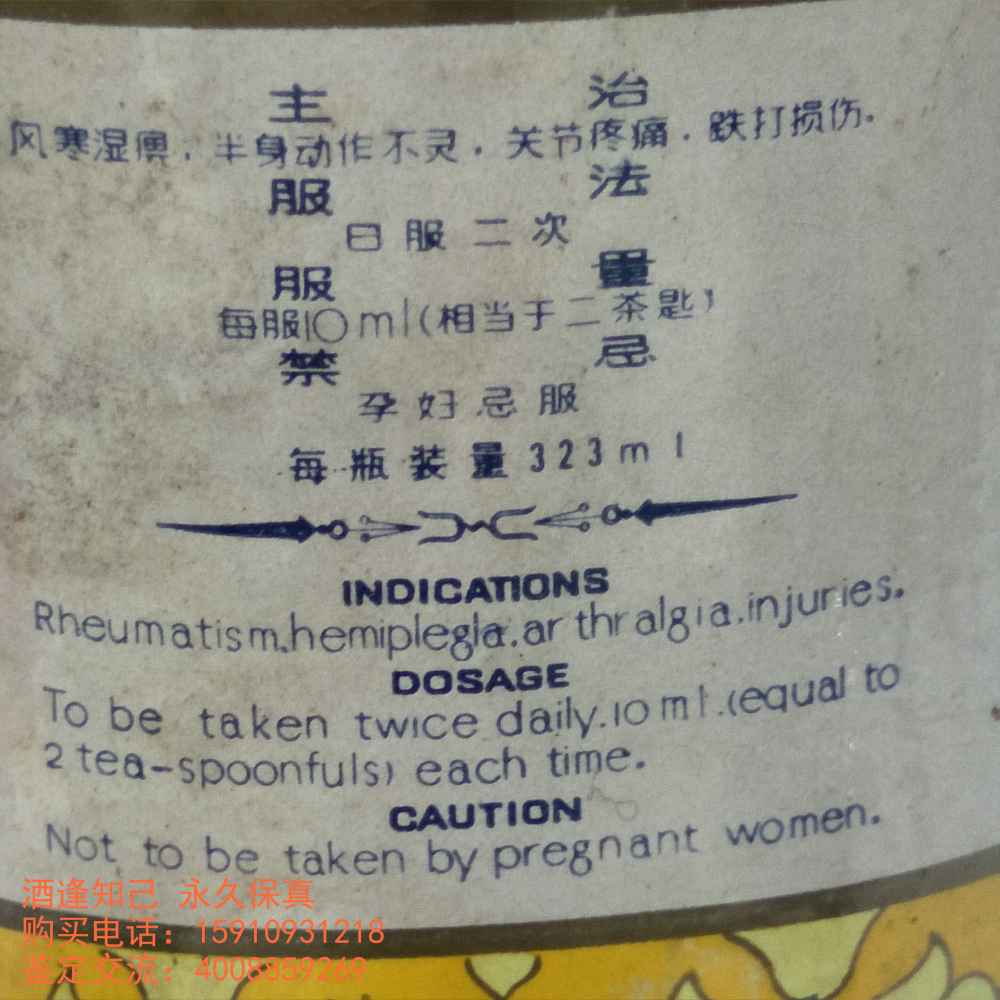 主治
风寒湿痹,半身动作不灵,关节疼痛,跌打损伤.
服法
日服二次
服量
每服10ml(相当于二茶匙)
禁忌
孕妇忌服
每瓶装量323ml
INDICATIONS
Rheumatism.hemiplegia.arthralgia.injuries.
DOSAGE
To be taken twice daily.10ml.(equal to
2 tea-spoonfuls) each time.
CAUTION
Not to be taken by pregnant women.
酒逢知己 永久保真
购买电话：15910931218
鉴定交流：4008859269